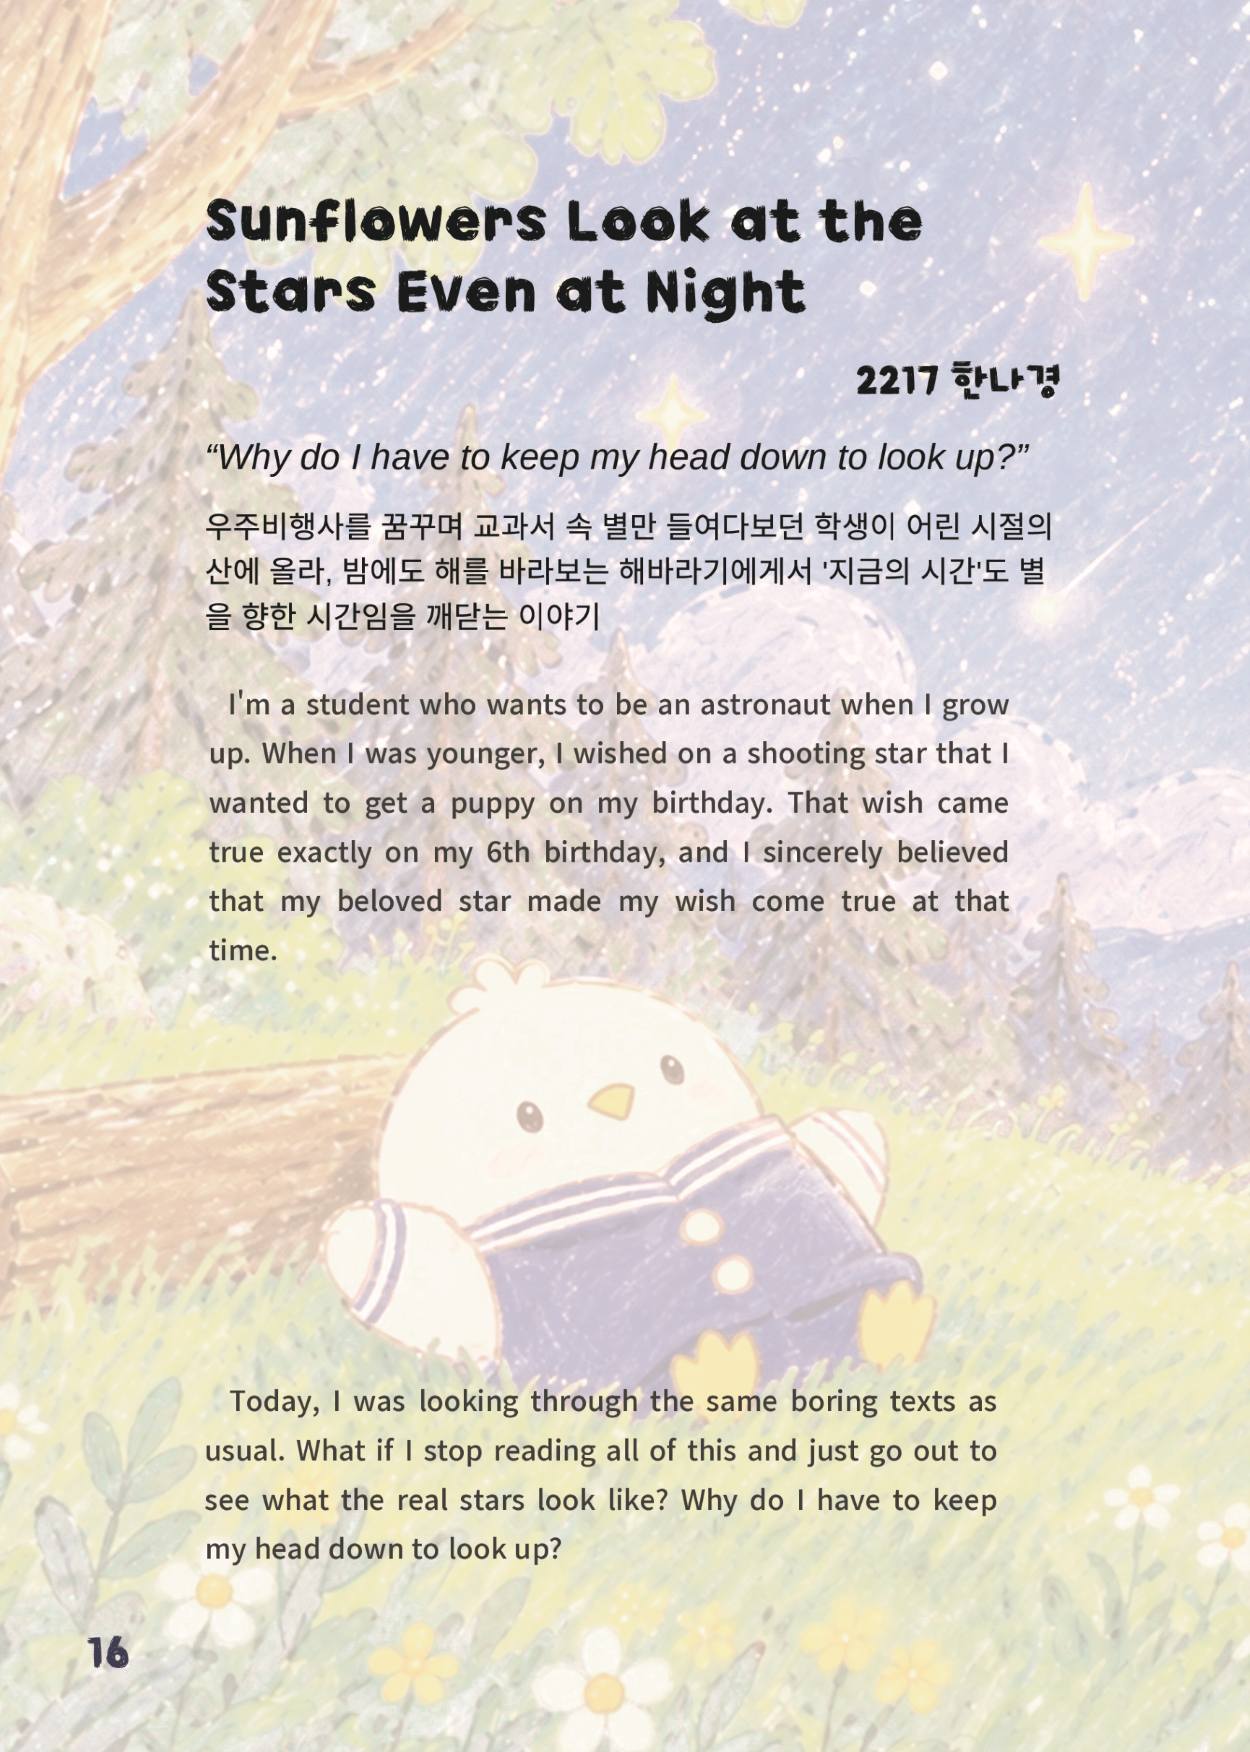 Sunflowers Look at the
Stars Even at Night
2217 한나경
“Why do I have to keep my head down to look up?”
우주비행사를 꿈꾸며 교과서 속 별만 들여다보던 학생이 어린 시절의
산에 올라, 밤에도 해를 바라보는 해바라기에게서 '지금의 시간'도 별
을 향한 시간임을 깨닫는 이야기
I'm a student who wants to be an astronaut when I grow
up. When I was younger, I wished on a shooting star that I
wanted to get a puppy on my birthday. That wish came
true exactly on my 6th birthday, and I sincerely believed
that my beloved star made my wish come true at that
time.
Today, I was looking through the same boring texts as
usual. What if I stop reading all of this and just go out to
see what the real stars look like? Why do I have to keep
my head down to look up?
16